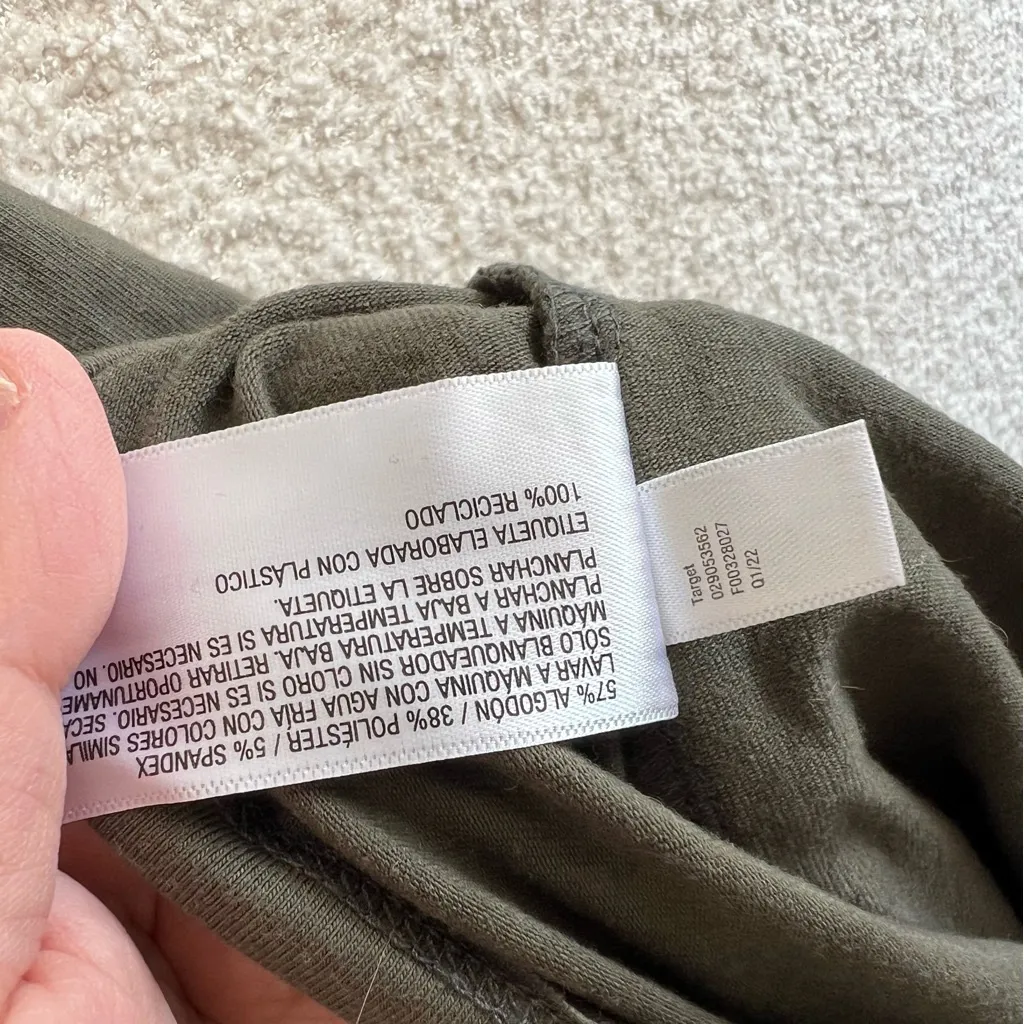 57% ALGODÓN / 38% POLIÉSTER / 5% SPANDEX
LAVAR A MÁQUINA CON AGUA FRÍA CON COLORES
SÓLO BLANQUEADOR SIN CLORO SI ES NECESARIO.
MÁQUINA A TEMPERATURA BAJA. RETIRAR
PLANCHAR A BAJA TEMPERATURA SI ES NECESARIO. NO
PLANCHAR SOBRE LA ETIQUETA.
ETIQUETA ELABORADA CON PLÁSTICO
100% RECICLADO
Target
029053562
F00328027
01/22